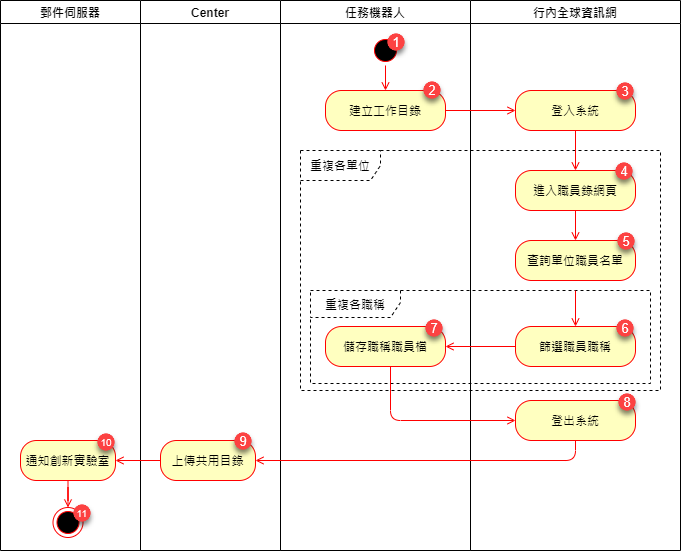 郵件伺服器
Center
任務機器人
行內全球資訊網
1
建立工作目錄
2
登入系統
3
重複各單位
進入職員錄網頁
4
查詢單位職員名單
5
重複各職稱
儲存職稱職員檔
7
篩選職員職稱
6
登出系統
8
通知創新實驗室
10
上傳共用目錄
9
11